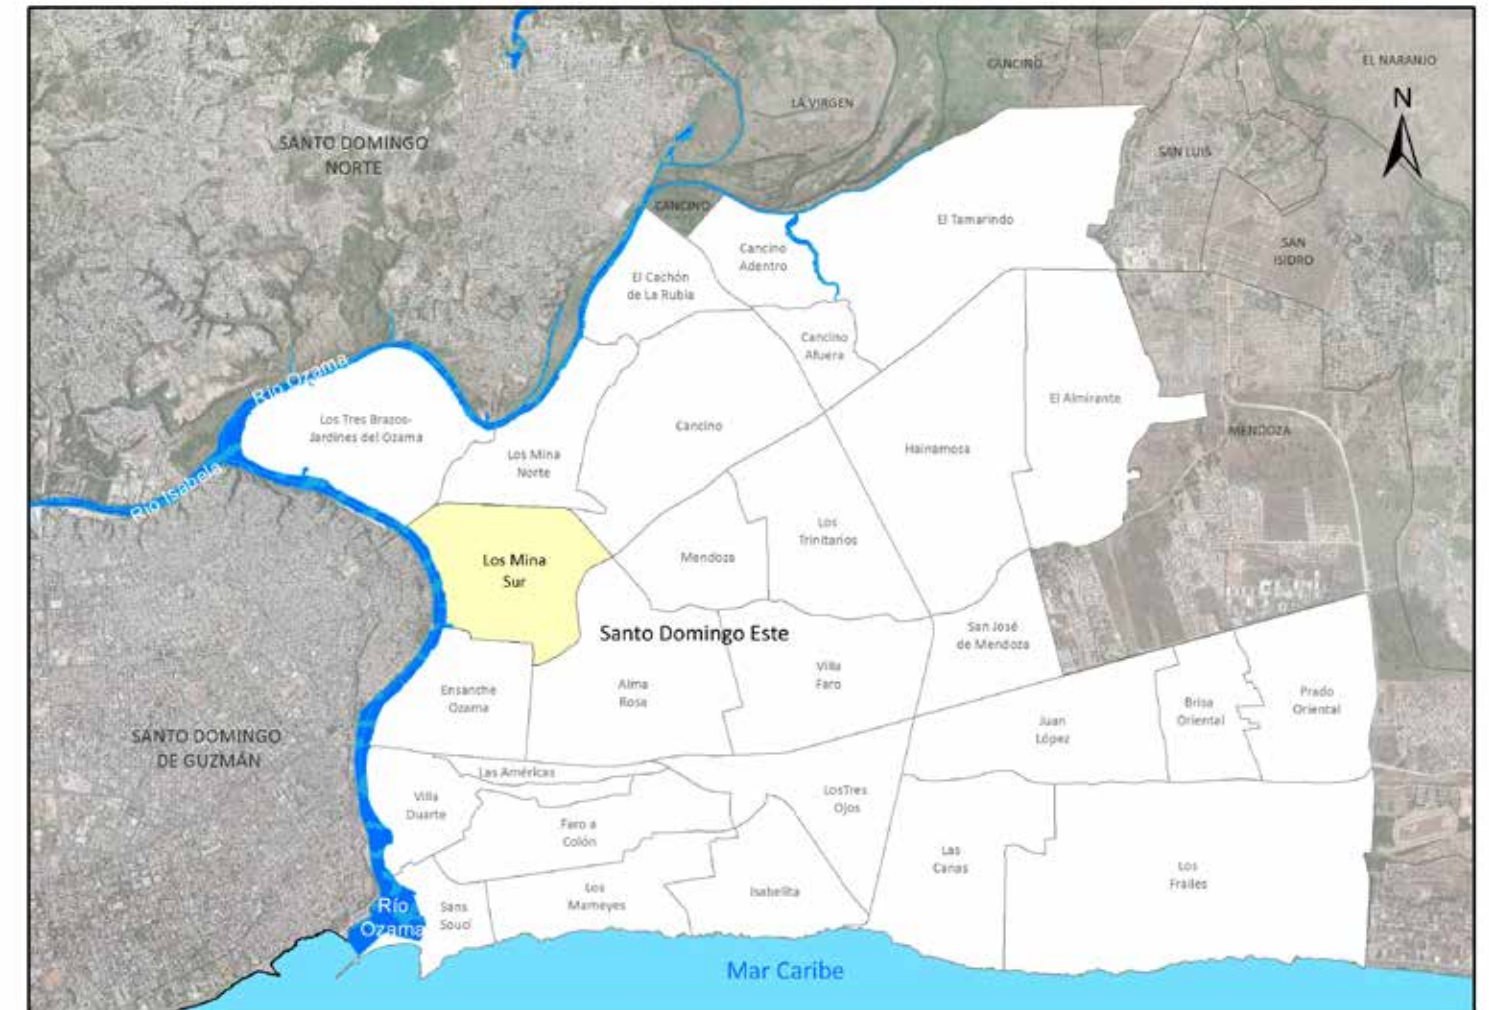 CANCINO
EL NARANJO
N
LA VIRGEN
SANTO DOMINGO
NORTE
SAN LUIS
CANCINO
El Tamarindo
SAN
ISIDRO
Cancino
Adentro
El Cachón
de La Rubia
Cancino
Afuera
Río Ozama
Los Tres Brazos-
Jardines del Ozama
El Almirante
Cancino
MENDOZA
Hainamosa
Los Mina
Norte
Río Isabela
Los
Trinitarios
Mendoza
Los Mina
Sur
Santo Domingo Este
San José
de Mendoza
Villa
Faro
Alma
Rosa
Ensanche
Ozama
Prado
Oriental
Brisa
Oriental
Juan
López
SANTO DOMINGO
DE GUZMÁN
Las Américas
LosTres
Ojos
Villa
Duarte
Faro a
Colón
Las
Canas
Los
Frailes
Los
Mameyes
Isabelita
Sans
Soucí
Río
Ozama
Mar Caribe